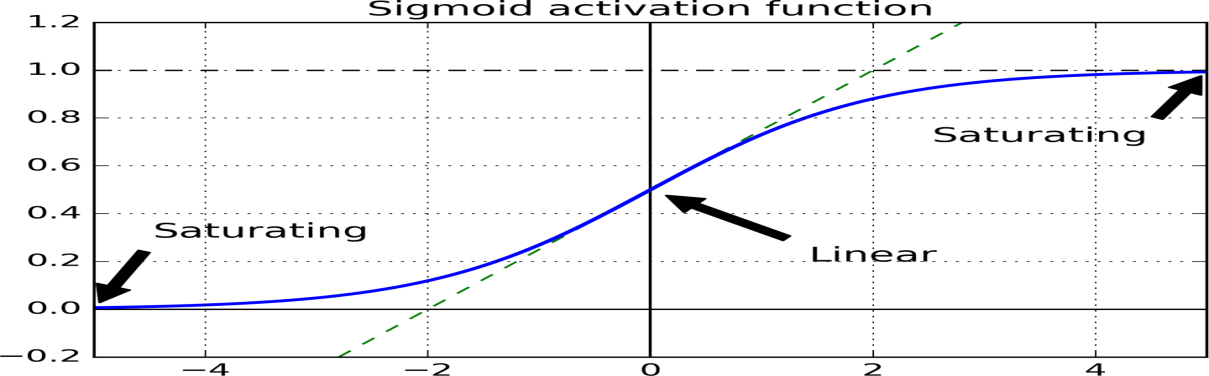 Sigmoid activation function
1.2
1.0
0.8
Saturating
0.6
0.4
Saturating
Linear
0.2
0.0
−0.2
−4 −2 0 2 4